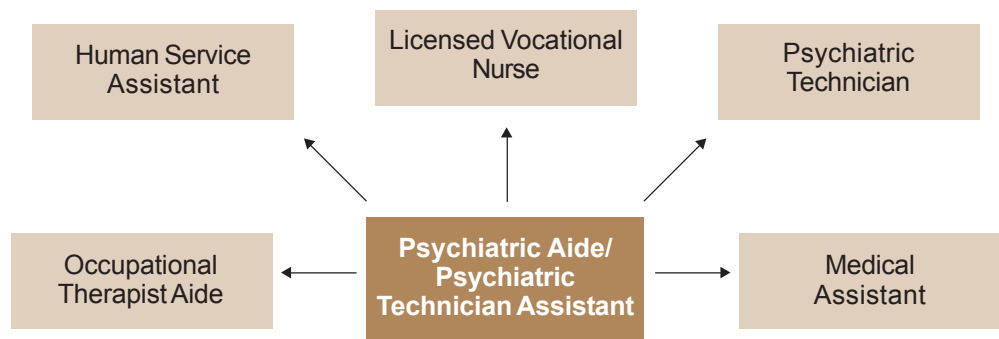 Human Service
Assistant
Licensed Vocational
Nurse
Psychiatric
Technician
Occupational
Therapist Aide
Psychiatric Aide/
Psychiatric
Technician Assistant
Medical
Assistant